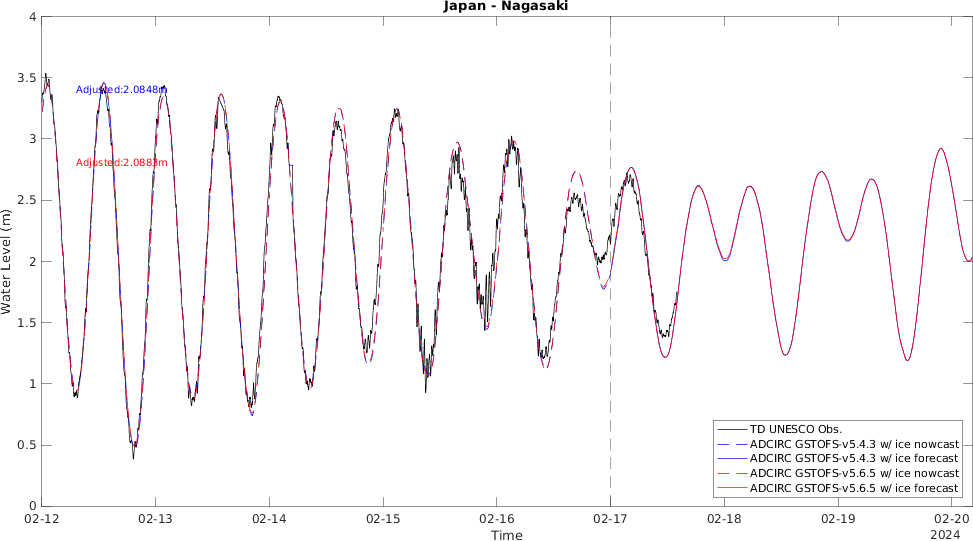 Japan - Nagasaki
4
3.5
3
2.5
2
1.5
1
0.5
0
Water Level (m)
Adjusted:2.0848m
Adjusted:2.0883m
TD UNESCO Obs.
ADCIRC GSTOFS-v5.4.3 w/ ice nowcast
ADCIRC GSTOFS-v5.4.3 w/ ice forecast
ADCIRC GSTOFS-v5.6.5 w/ ice nowcast
ADCIRC GSTOFS-v5.6.5 w/ ice forecast
02-12 02-13 02-14 02-15 02-16 02-17 02-18 02-19 02-20
Time 2024